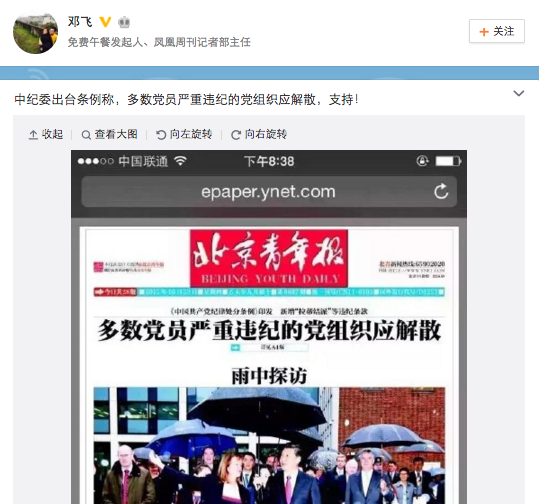 邓飞
免费午餐发起人、凤凰周刊记者部主任
+ 关注
中纪委出台条例称，多数党员严重违纪的党组织应解散，支持！
收起 查看大图 向左旋转 向右旋转
中国联通 下午8:38
epaper.ynet.com
北京青年报
BEIJING YOUTH DAILY
《中国共产党纪律处分条例》印发 新增“拉帮结派”等违纪条款
多数党员严重违纪的党组织应解散
雨中探访